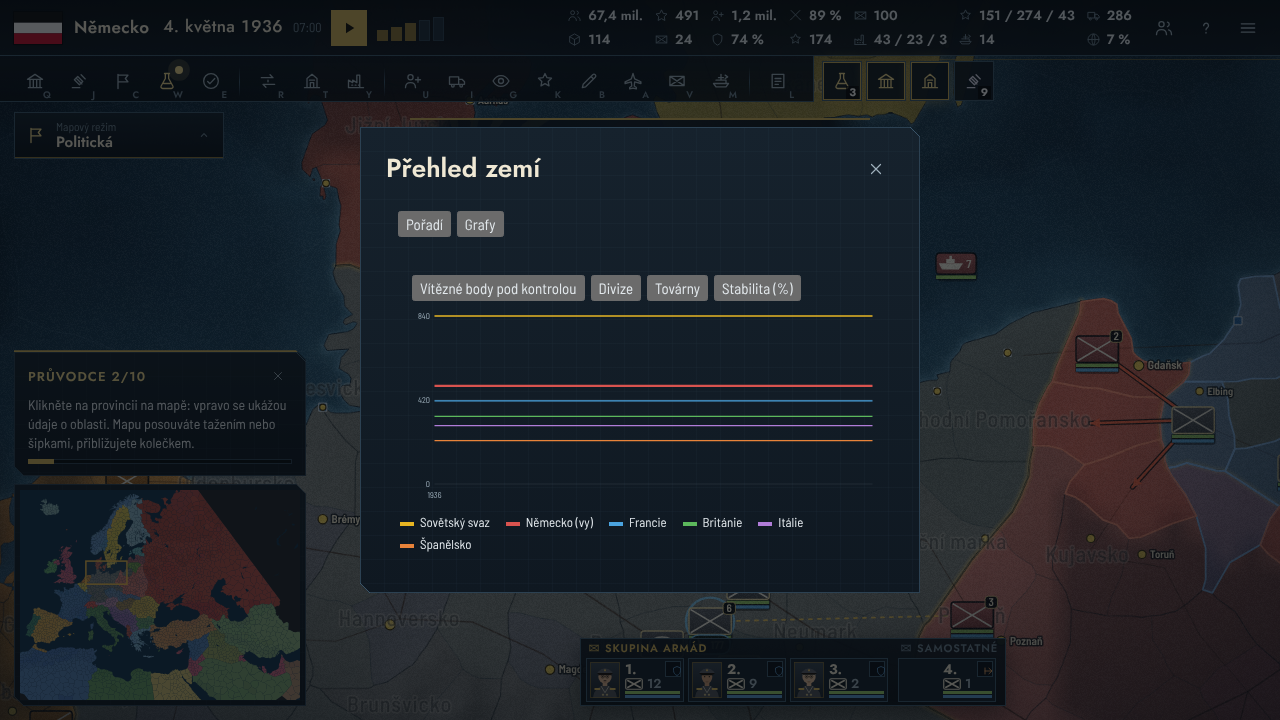 Německo 4. května 1936 07:00
67,4 mil. 491 1,2 mil. 89 % 100 151 / 274 / 43 286
114 24 74 % 174 43 / 23 / 3 14 7 %
Q J C W E R T Y U I G K B A V M L 3 9
Mapový režim
Politická
Přehled zemí
Pořadí Grafy
Vítězné body pod kontrolou Divize Továrny Stabilita (%)
840
420
0
1936
Sovětský svaz Německo (vy) Francie Británie Itálie
Španělsko
PRŮVODCE 2/10
Klikněte na provincii na mapě: vpravo se ukážou
údaje o oblasti. Mapu posouváte tažením nebo
šipkami, přibližujete kolečkem.
7
2
Gdaňsk
Elbing
Brémy
Kujavsko
Toruň
Hannoversko
6
3
Neumark
Poznaň
Brunšvicko
SKUPINA ARMÁD SAMOSTATNÉ
1. 2. 3. 4.
12 9 2 1